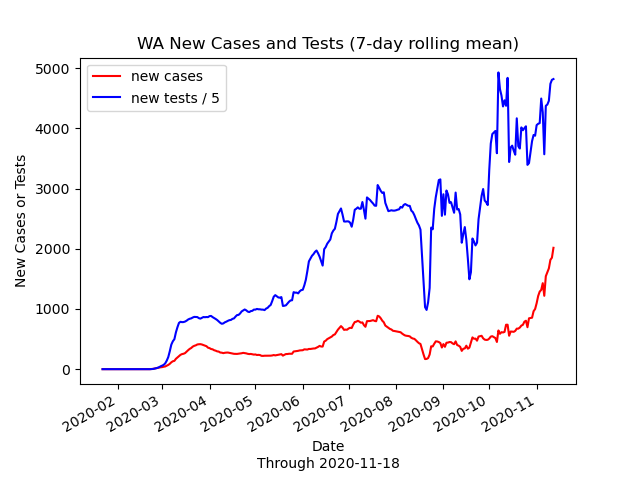 WA New Cases and Tests (7-day rolling mean)
new cases
new tests / 5
New Cases or Tests
5000
4000
3000
2000
1000
0
2020-02
2020-03
2020-04
2020-05
2020-06
2020-07
2020-08
2020-09
2020-10
2020-11
Date
Through 2020-11-18